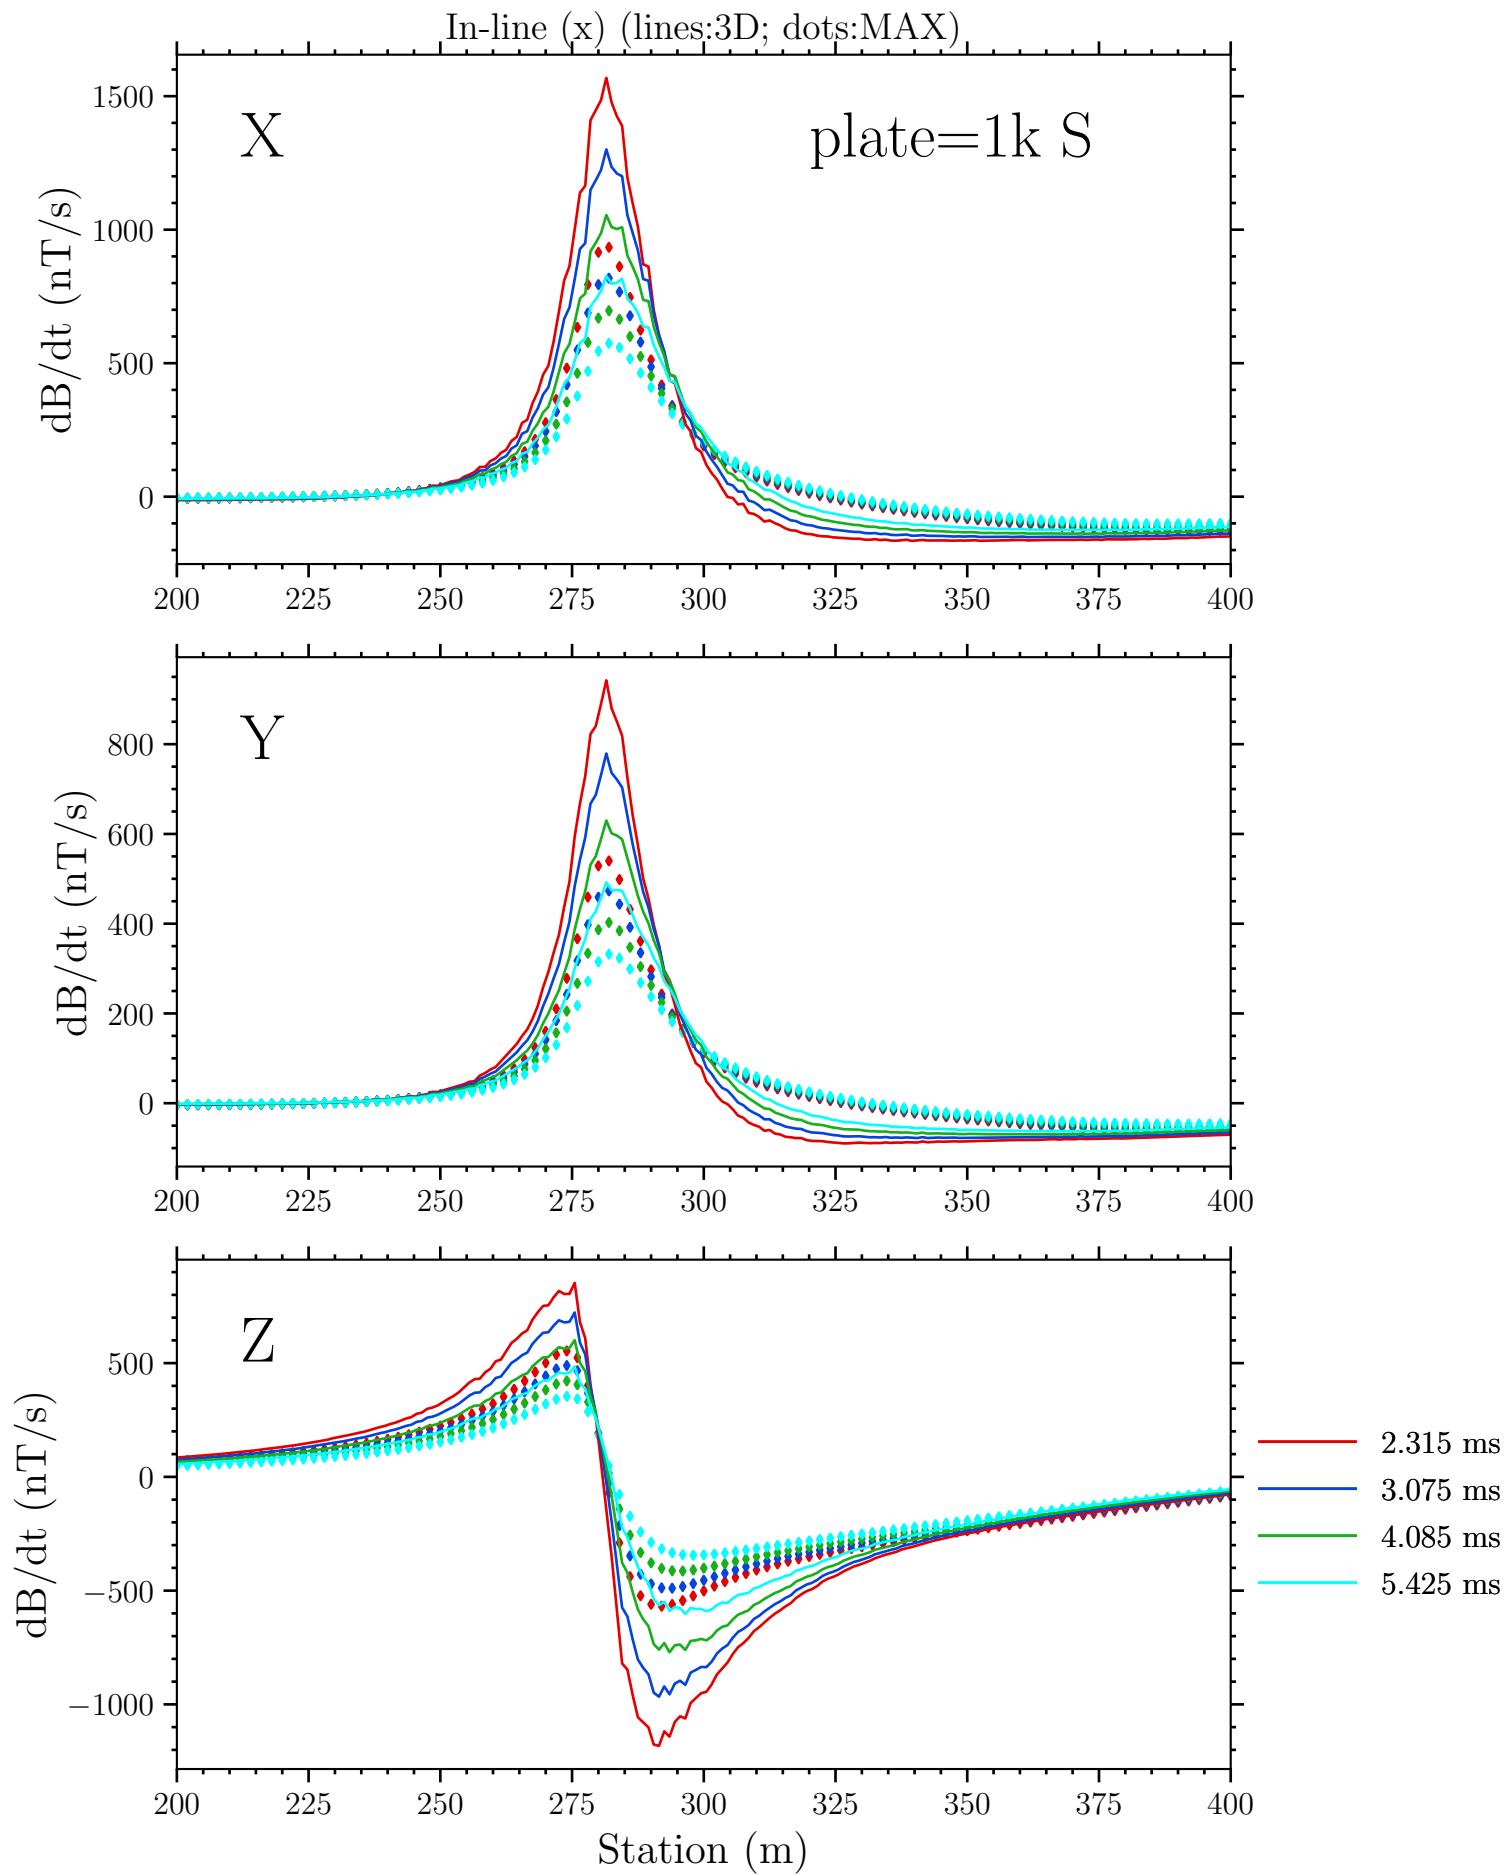 In-line (x) (lines:3D; dots:MAX)
X
plate=1k S
dB/dt (nT/s)
1500
1000
500
0
200 225 250 275 300 325 350 375 400
Y
dB/dt (nT/s)
800
600
400
200
0
200 225 250 275 300 325 350 375 400
Z
dB/dt (nT/s)
500
0
−500
−1000
200 225 250 275 300 325 350 375 400
Station (m)
2.315 ms
3.075 ms
4.085 ms
5.425 ms